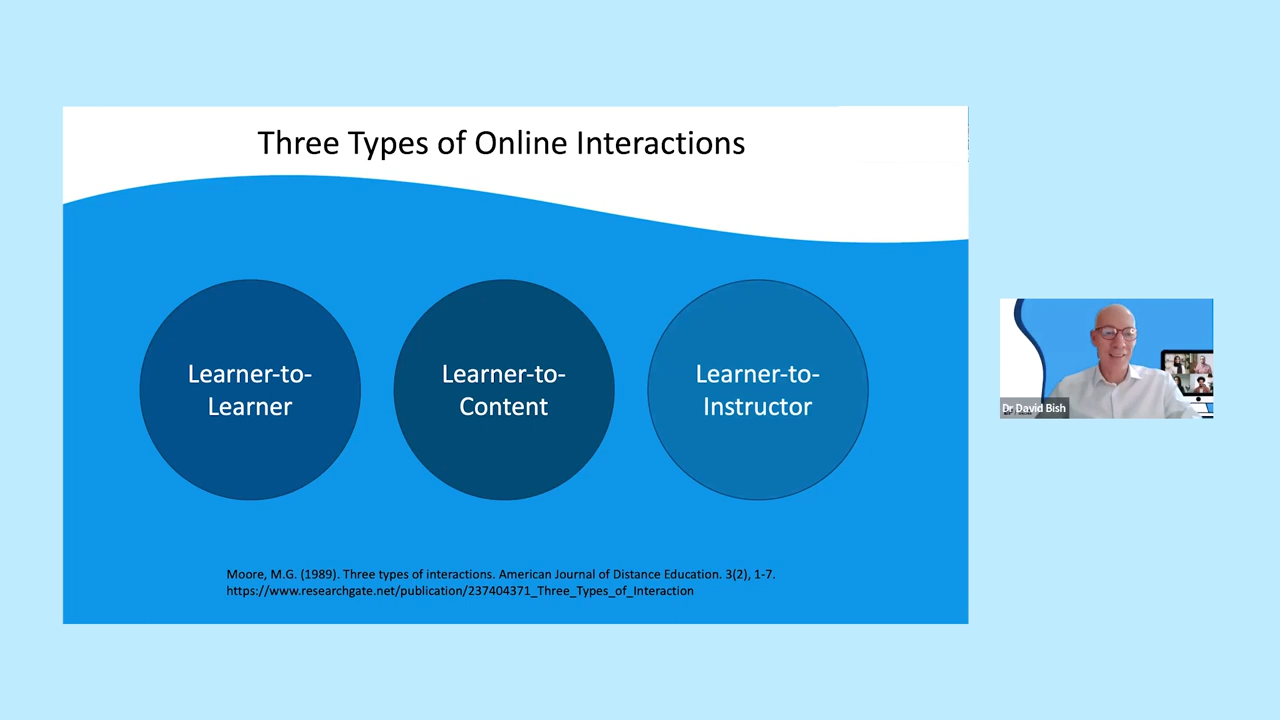 Three Types of Online Interactions
Learner-to-
Learner
Learner-to-
Content
Learner-to-
Instructor
Moore, M.G. (1989). Three types of interactions. American Journal of Distance Education. 3(2), 1-7.
https://www.researchgate.net/publication/237404371_Three_Types_of_Interaction
Dr David Bish